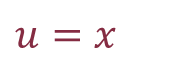 u = x